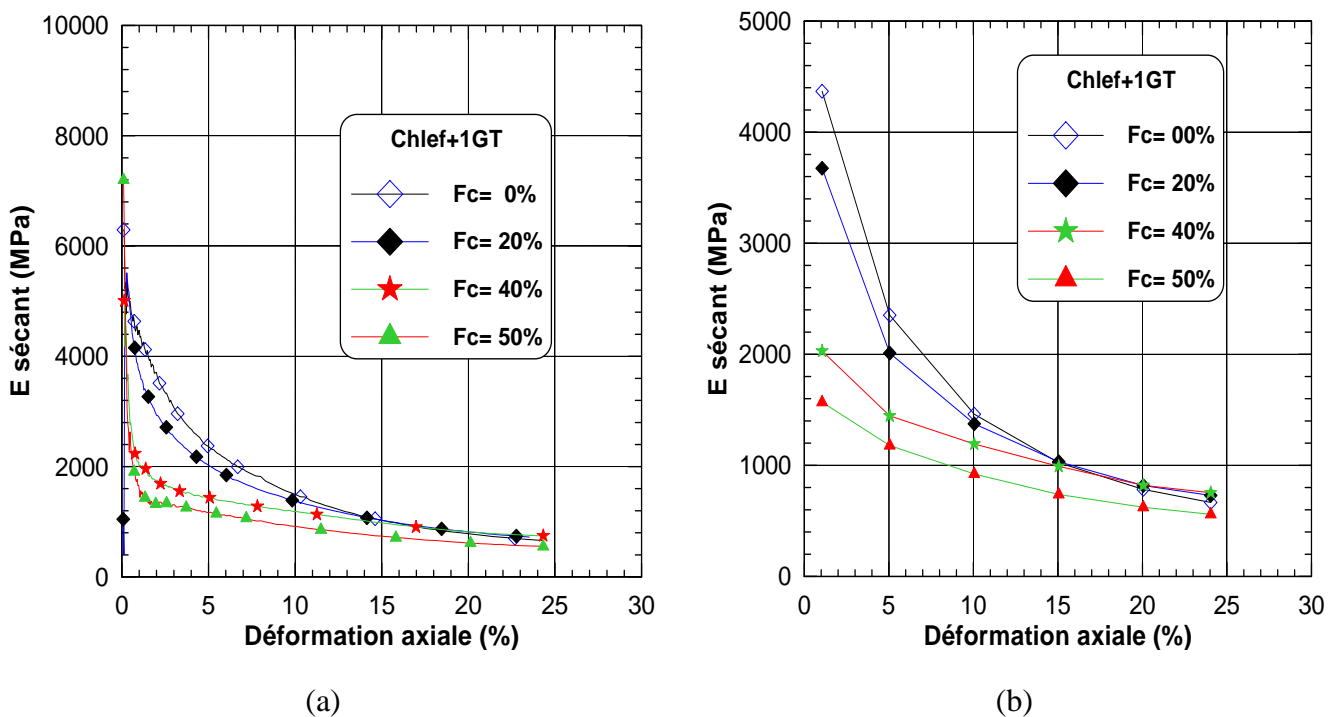 10000
8000
6000
4000
2000
0
E sécant (MPa)
Chlef+1GT
Fc= 0%
Fc= 20%
Fc= 40%
Fc= 50%
0 5 10 15 20 25 30
Déformation axiale (%)
(a)
5000
4000
3000
2000
1000
0
E sécant (MPa)
Chlef+1GT
Fc= 00%
Fc= 20%
Fc= 40%
Fc= 50%
0 5 10 15 20 25 30
Déformation axiale (%)
(b)